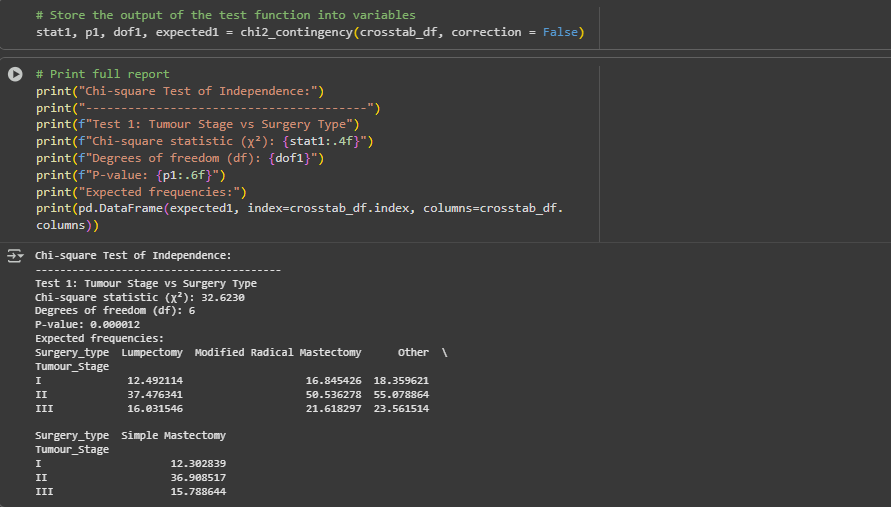 # Store the output of the test function into variables
stat1, p1, dof1, expected1 = chi2_contingency(crosstab_df, correction = False)
# Print full report
print("Chi-square Test of Independence:")
print("----------------------------------------")
print(f"Test 1: Tumour Stage vs Surgery Type")
print(f"Chi-square statistic (χ²): {stat1:.4f}")
print(f"Degrees of freedom (df): {dof1}")
print(f"P-value: {p1:.6f}")
print("Expected frequencies:")
print(pd.DataFrame(expected1, index=crosstab_df.index, columns=crosstab_df.
columns))
Chi-square Test of Independence:
----------------------------------------
Test 1: Tumour Stage vs Surgery Type
Chi-square statistic (χ²): 32.6230
Degrees of freedom (df): 6
P-value: 0.000012
Expected frequencies:
Surgery_type  Lumpectomy  Modified Radical Mastectomy      Other  \
Tumour_Stage
I              12.492114                    16.845426  18.359621
II             37.476341                    50.536278  55.078864
III            16.031546                    21.618297  23.561514
Surgery_type  Simple Mastectomy
Tumour_Stage
I                     12.302839
II                    36.908517
III                   15.788644